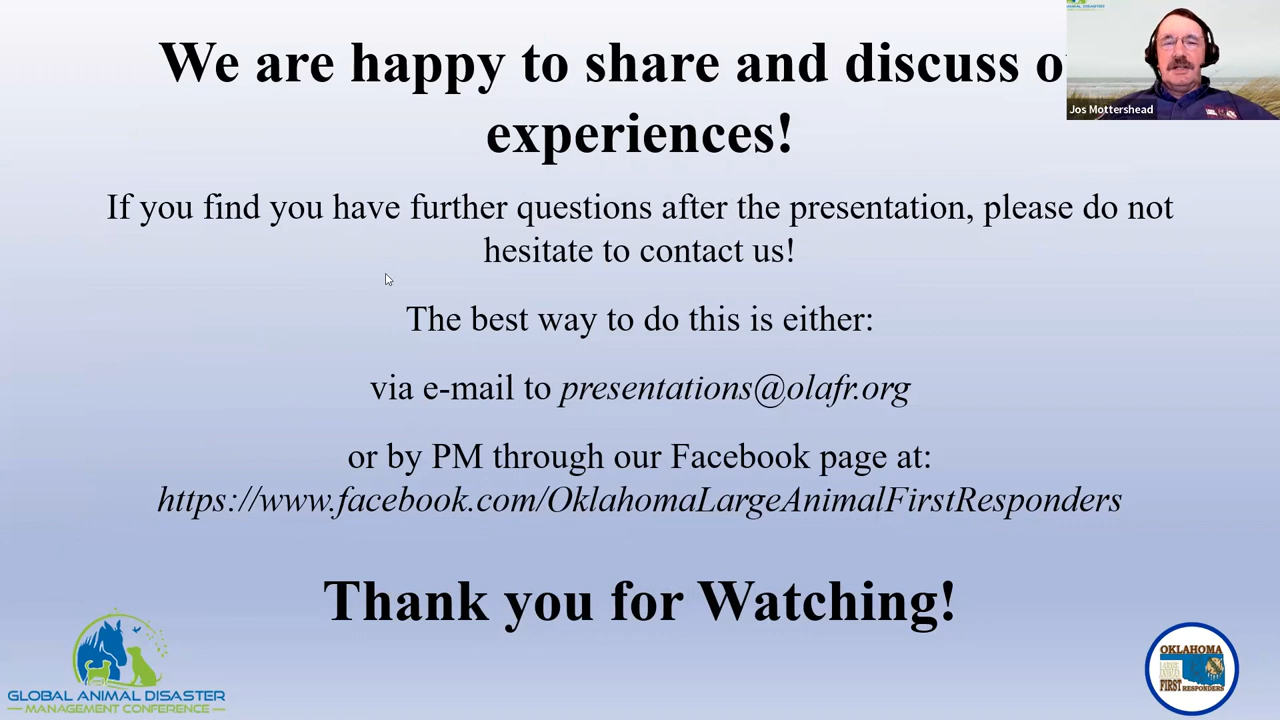 We are happy to share and discuss o
experiences!
Jos Mottershead
If you find you have further questions after the presentation, please do not
hesitate to contact us!
The best way to do this is either:
via e-mail to presentations@olafr.org
or by PM through our Facebook page at:
https://www.facebook.com/OklahomaLargeAnimalFirstResponders
Thank you for Watching!
GLOBAL ANIMAL DISASTER
MANAGEMENT CONFERENCE
OKLAHOMA
LARGE
ANIMAL
FIRST RESPONDERS